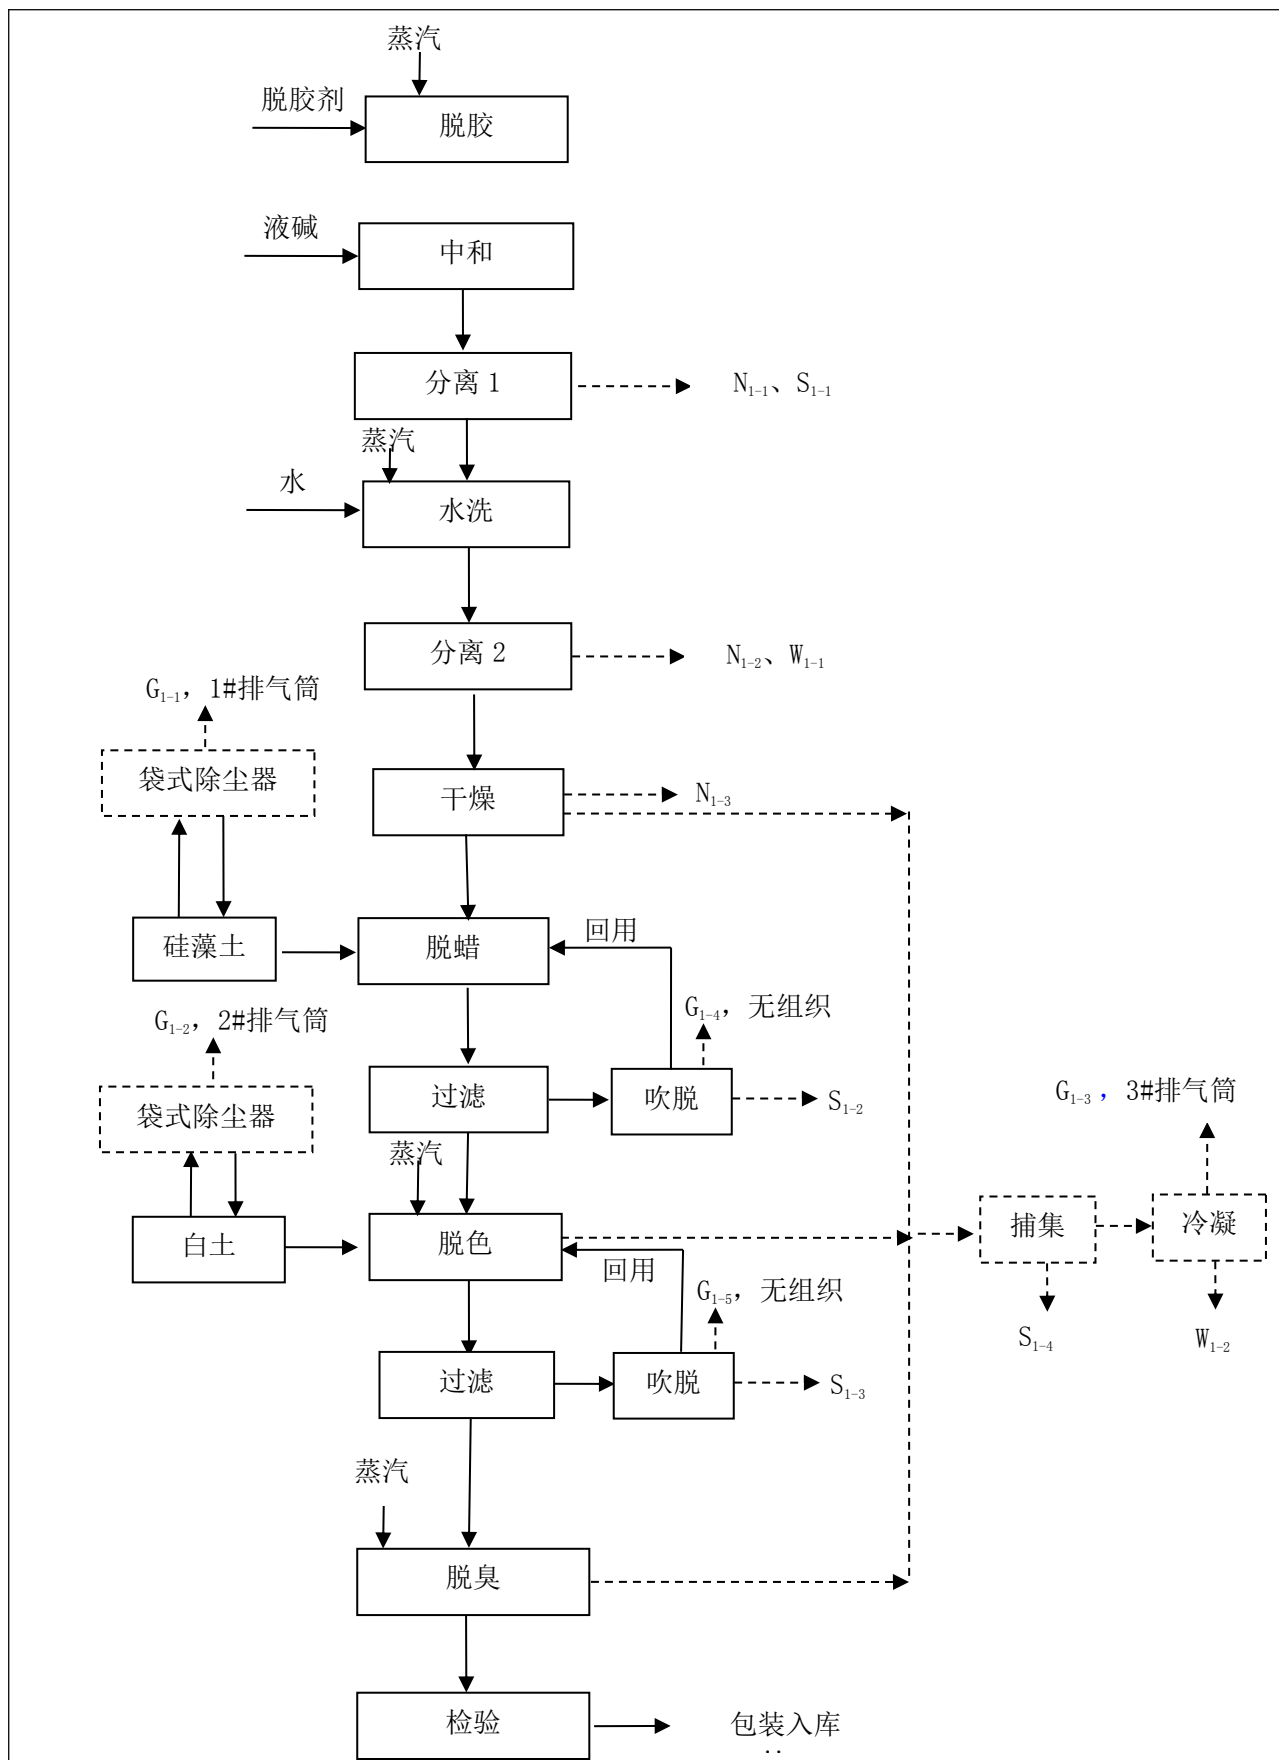 蒸汽
脱胶剂
脱胶
液碱
中和
分离 1
N1-1、S1-1
蒸汽
水
水洗
分离 2
N1-2、W1-1
G1-1，1#排气筒
袋式除尘器
干燥
N1-3
硅藻土
脱蜡
回用
G1-2，2#排气筒
G1-4，无组织
袋式除尘器
过滤
吹脱
S1-2
G1-3，3#排气筒
蒸汽
白土
脱色
捕集
冷凝
回用
G1-5，无组织
S1-4
W1-2
过滤
吹脱
S1-3
蒸汽
脱臭
检验
包装入库